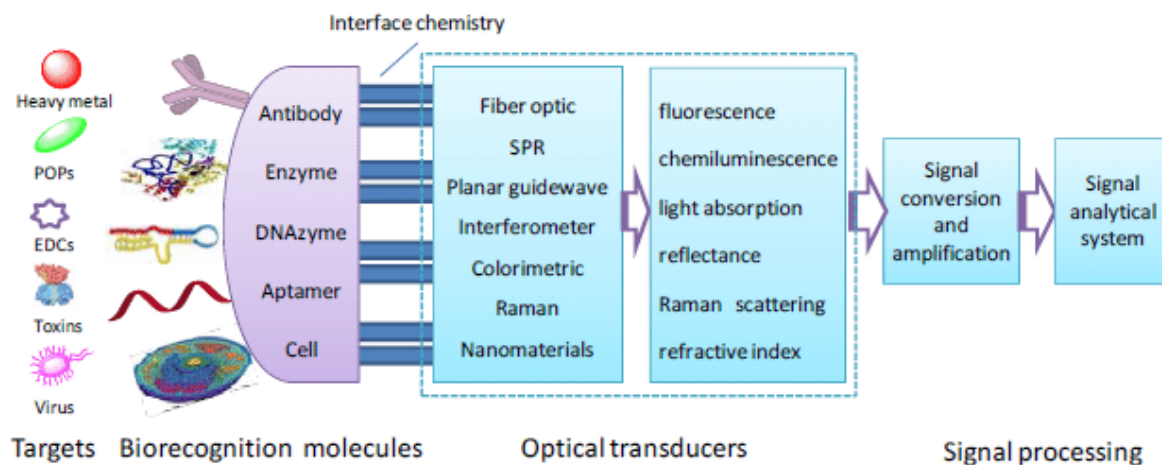 Interface chemistry
Heavy metal
POPs
EDCs
Toxins
Virus
Antibody
Enzyme
DNAzyme
Aptamer
Cell
Fiber optic
SPR
Planar guidewave
Interferometer
Colorimetric
Raman
Nanomaterials
fluorescence
chemiluminescence
light absorption
reflectance
Raman scattering
refractive index
Signal
conversion
and
amplification
Signal
analytical
system
Targets
Biorecognition molecules
Optical transducers
Signal processing